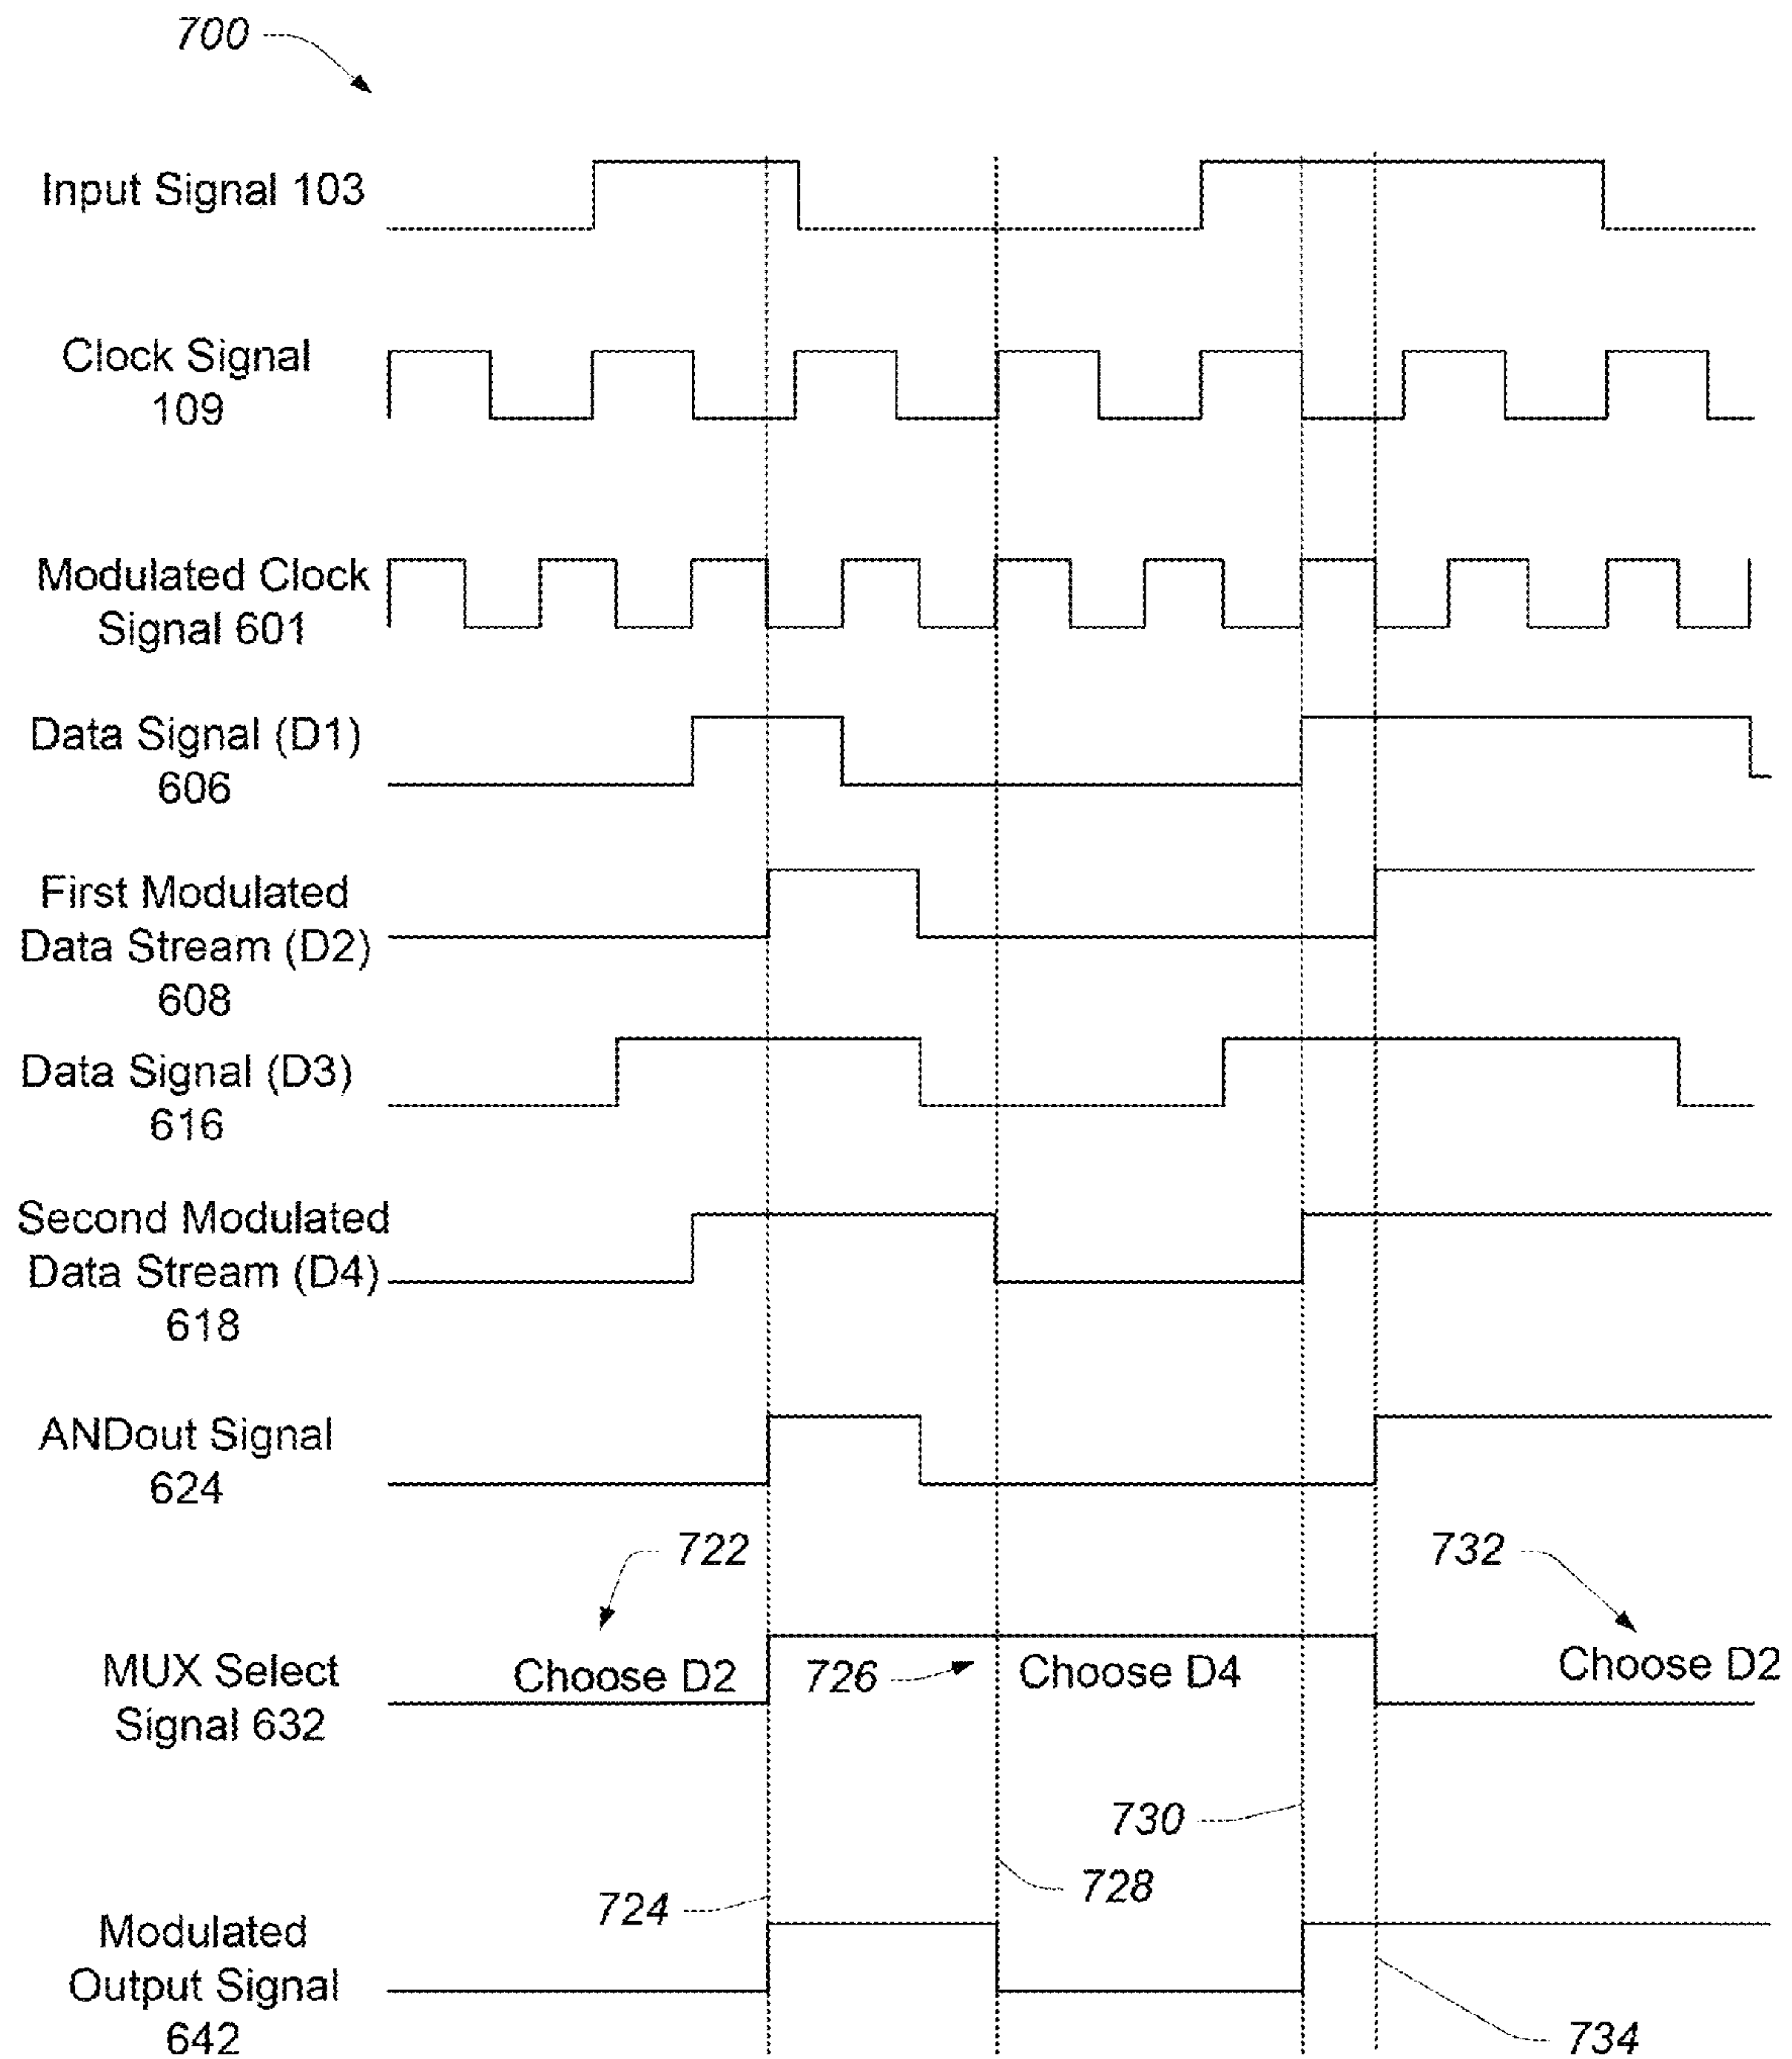 700
Input Signal 103
Clock Signal
109
Modulated Clock
Signal 601
Data Signal (D1)
606
First Modulated
Data Stream (D2)
608
Data Signal (D3)
616
Second Modulated
Data Stream (D4)
618
ANDout Signal
624
722
732
MUX Select
Signal 632
Choose D2
726
Choose D4
Choose D2
730
728
724
Modulated
Output Signal
642
734